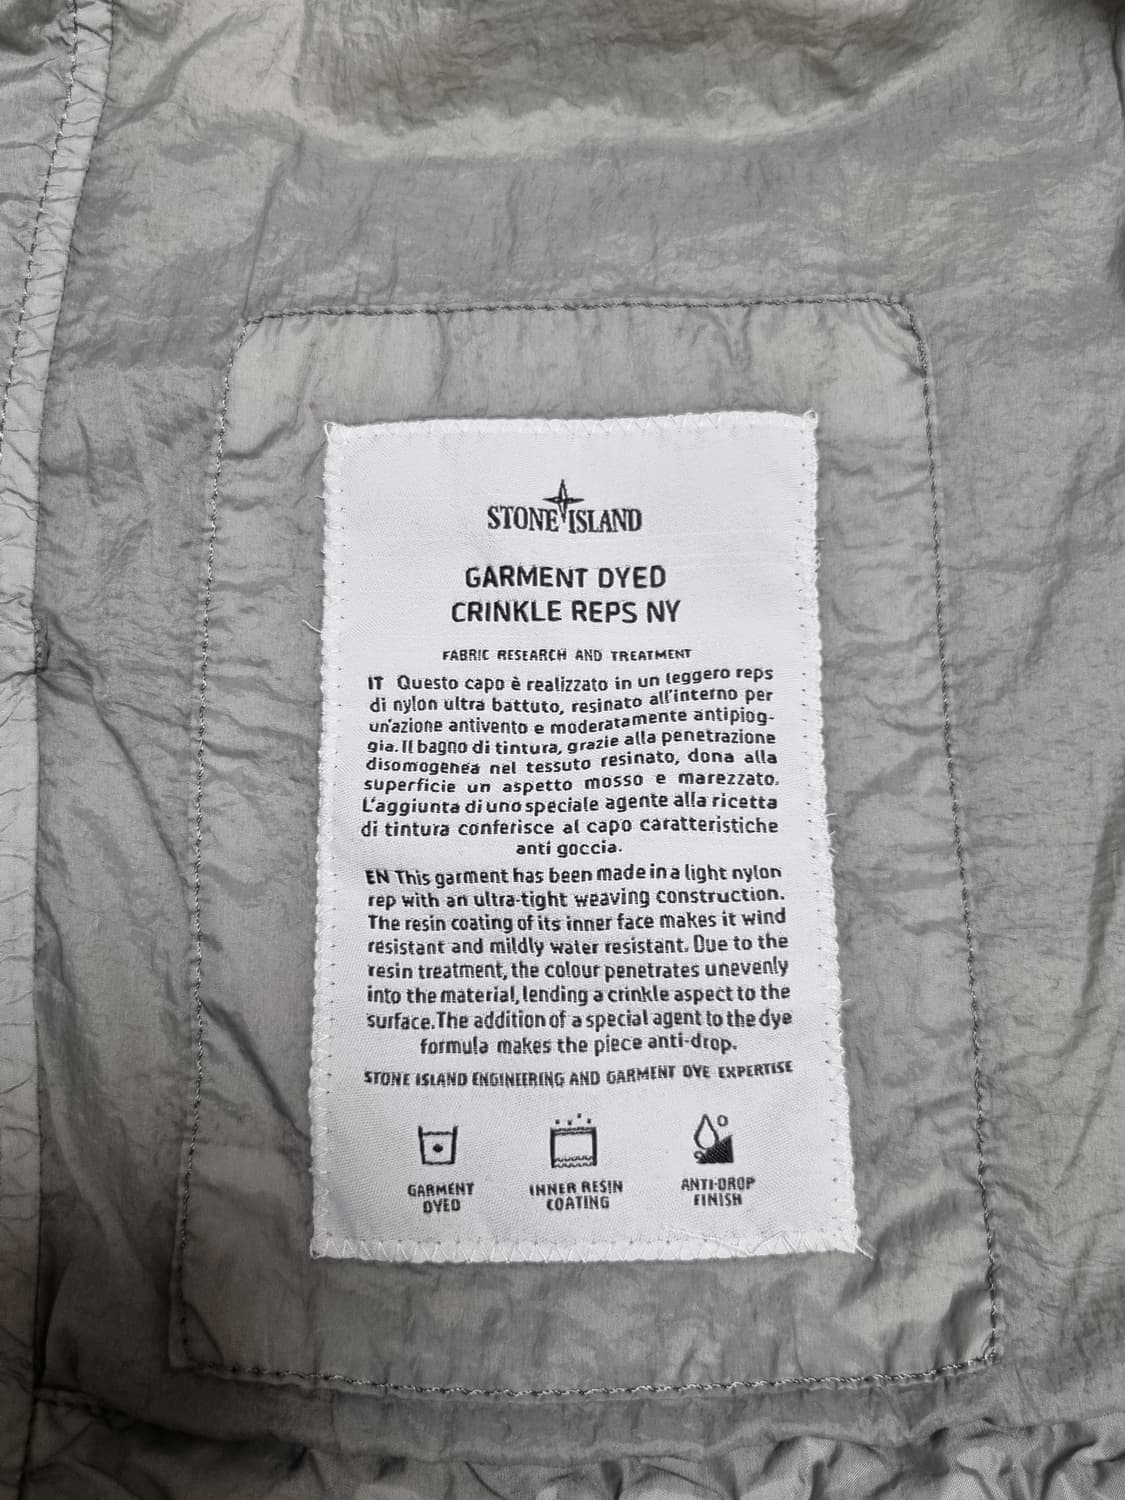 STONE ISLAND
GARMENT DYED
CRINKLE REPS NY
FABRIC RESEARCH AND TREATMENT
IT Questo capo è realizzato in un leggero reps
di nylon ultra battuto, resinato all'interno per
un'azione antivento e moderatamente antipiog-
gia. Il bagno di tintura, grazie alla penetrazione
disomogenea nel tessuto resinato, dona alla
superficie un aspetto mosso e marezzato.
L'aggiunta di uno speciale agente alla ricetta
di tintura conferisce al capo caratteristiche
anti goccia.
EN This garment has been made in a light nylon
rep with an ultra-tight weaving construction.
The resin coating of its inner face makes it wind
resistant and mildly water resistant. Due to the
resin treatment, the colour penetrates unevenly
into the material, lending a crinkle aspect to the
surface. The addition of a special agent to the dye
formula makes the piece anti-drop.
STONE ISLAND ENGINEERING AND GARMENT DYE EXPERTISE
GARMENT INNER RESIN ANTI-DROP
DYED COATING FINISH